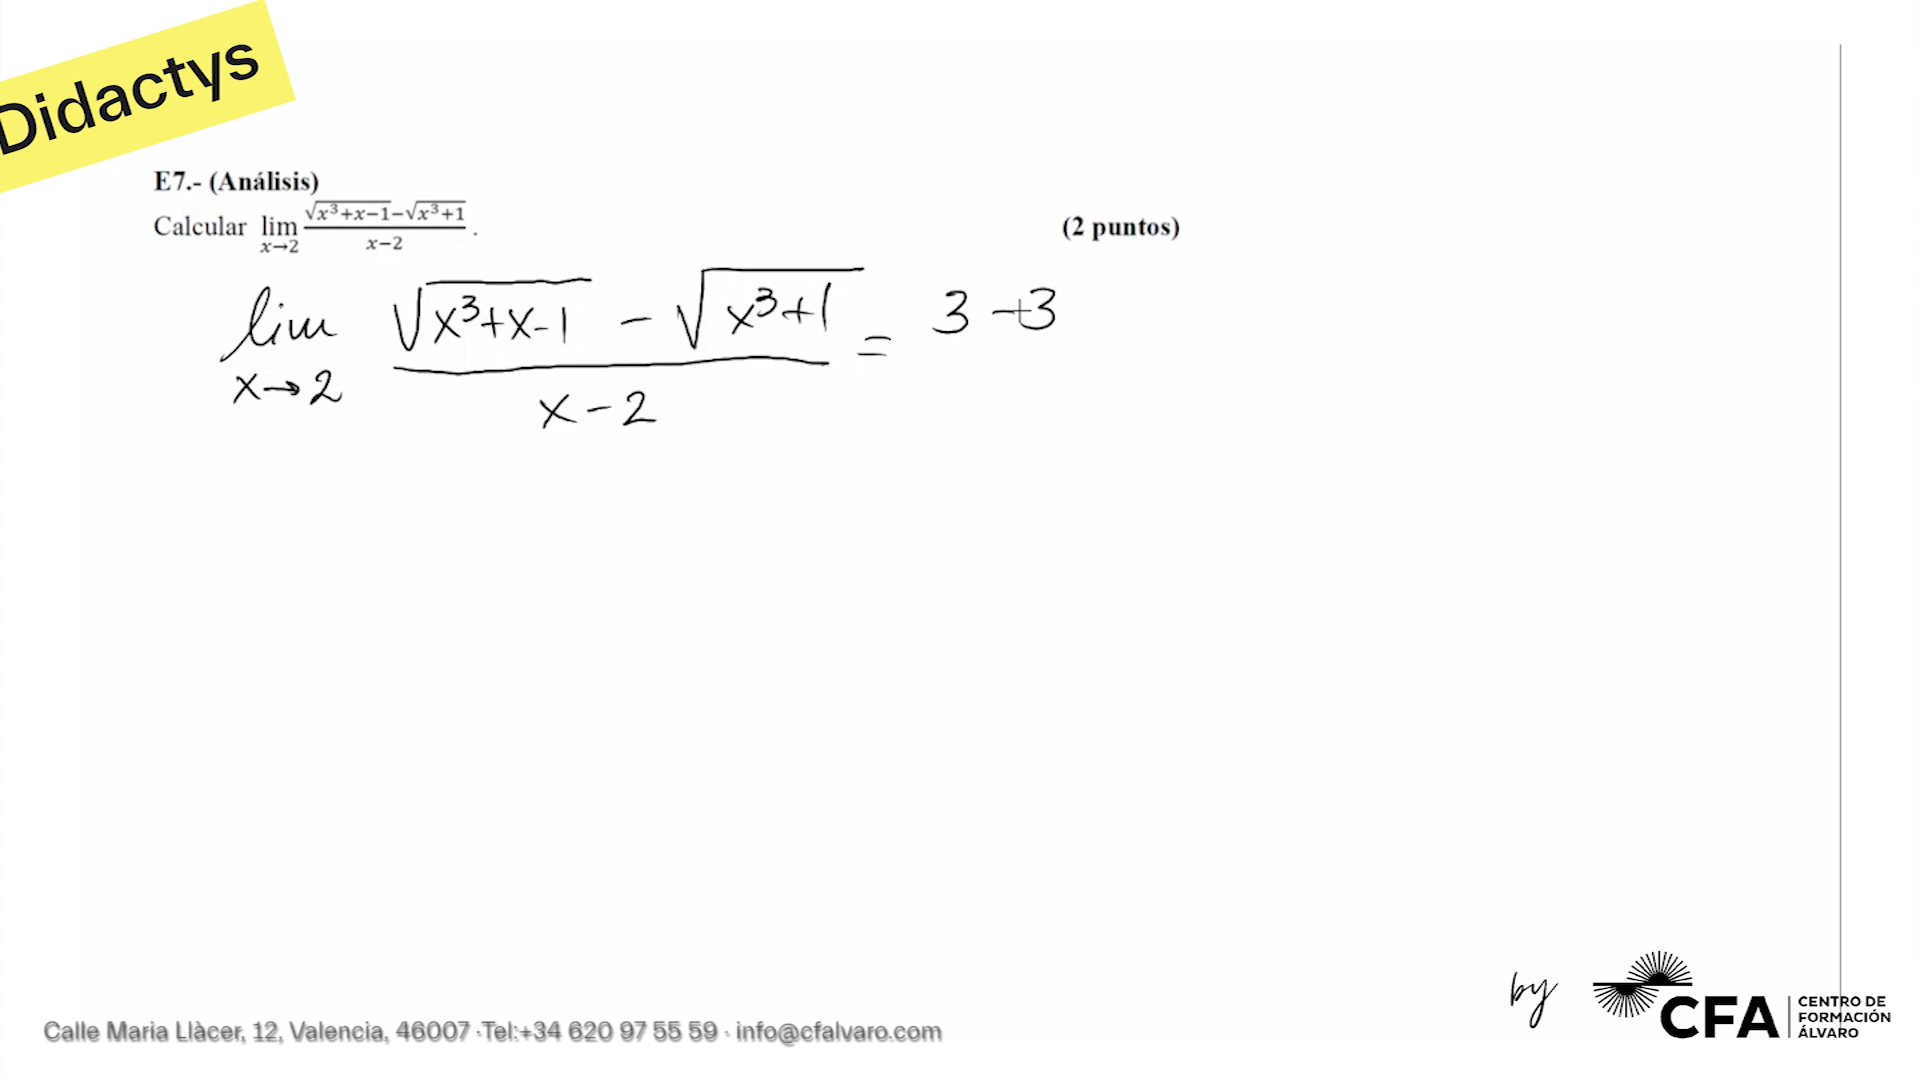 Didactys
E7.- (Análisis)
Calcular lim x→2 √x³+x−1−√x³+1 / x−2 . (2 puntos)
lim x→2 √x³+x-1 - √x³+1 / x-2 = 3-+3
by
CFA
CENTRO DE
FORMACIÓN
ÁLVARO
Calle Maria Llàcer, 12, Valencia, 46007 ·Tel:+34 620 97 55 59 · info@cfalvaro.com